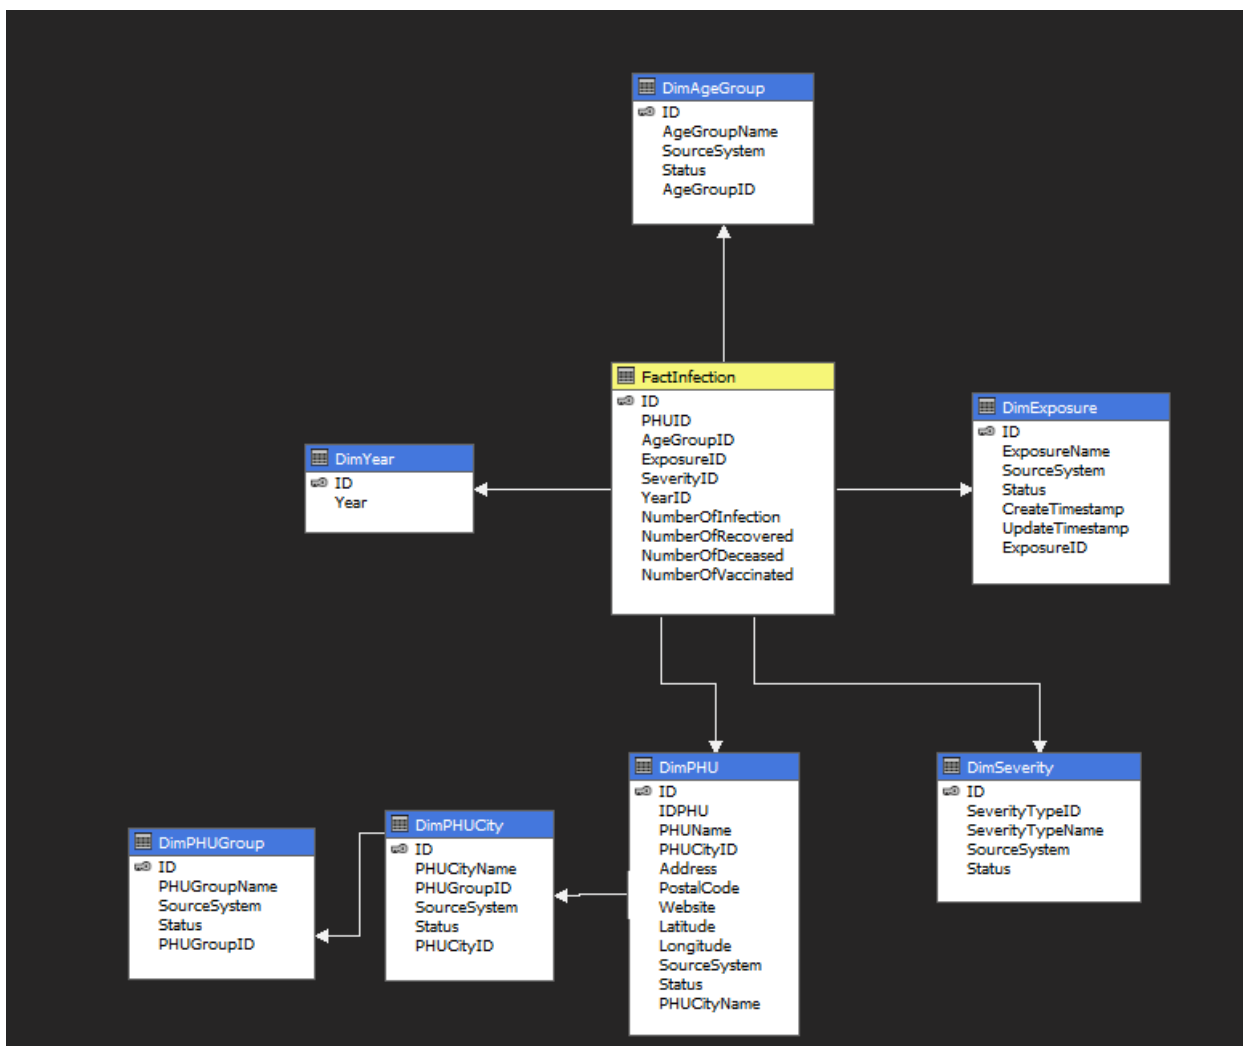 DimAgeGroup
ID
AgeGroupName
SourceSystem
Status
AgeGroupID
FactInfection
ID
PHUID
AgeGroupID
ExposureID
SeverityID
YearID
NumberOfInfection
NumberOfRecovered
NumberOfDeceased
NumberOfVaccinated
DimExposure
ID
ExposureName
SourceSystem
Status
CreateTimestamp
UpdateTimestamp
ExposureID
DimYear
ID
Year
DimPHU
ID
IDPHU
PHUName
PHUCityID
Address
PostalCode
Website
Latitude
Longitude
SourceSystem
Status
PHUCityName
DimSeverity
ID
SeverityTypeID
SeverityTypeName
SourceSystem
Status
DimPHUCity
ID
PHUCityName
PHUGroupID
SourceSystem
Status
PHUCityID
DimPHUGroup
ID
PHUGroupName
SourceSystem
Status
PHUGroupID